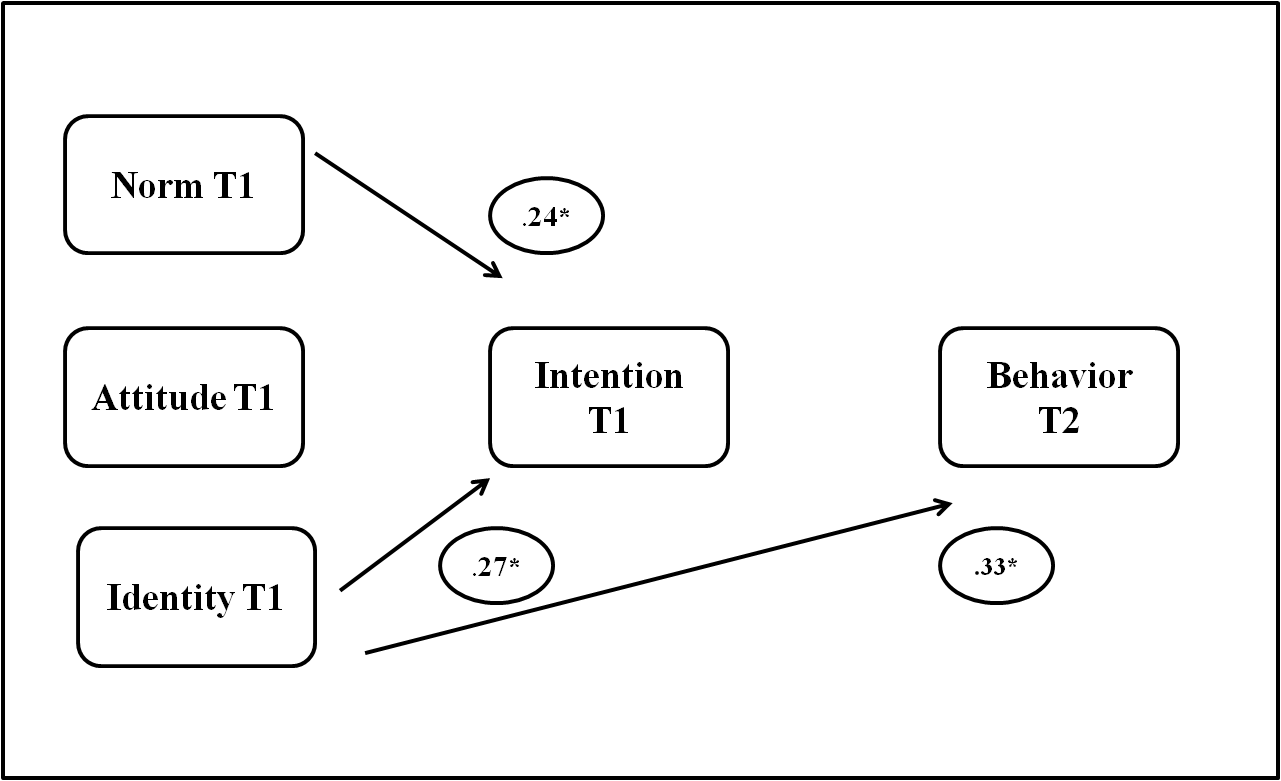 Norm T1
.24*
Attitude T1
Intention
T1
Behavior
T2
Identity T1
.27*
.33*